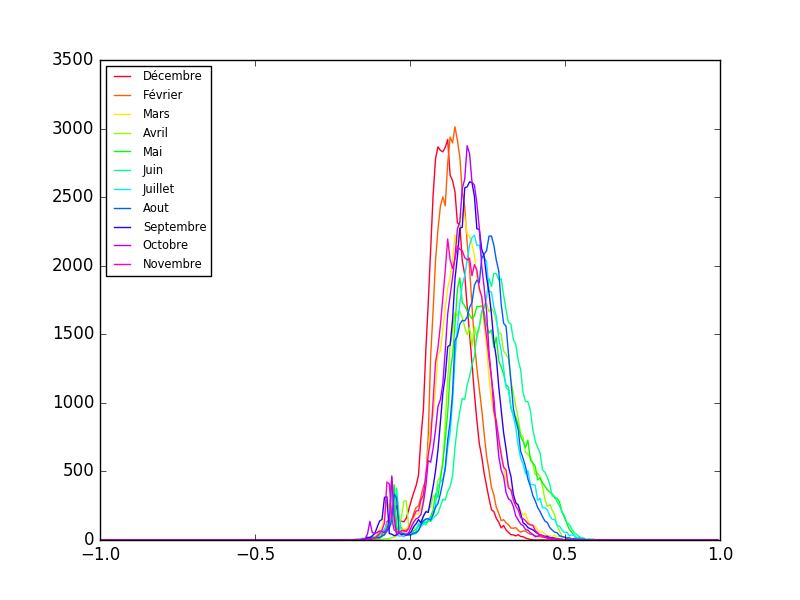 3500
3000
2500
2000
1500
1000
500
0
Décembre
Février
Mars
Avril
Mai
Juin
Juillet
Aout
Septembre
Octobre
Novembre
−1.0
−0.5
0.0
0.5
1.0